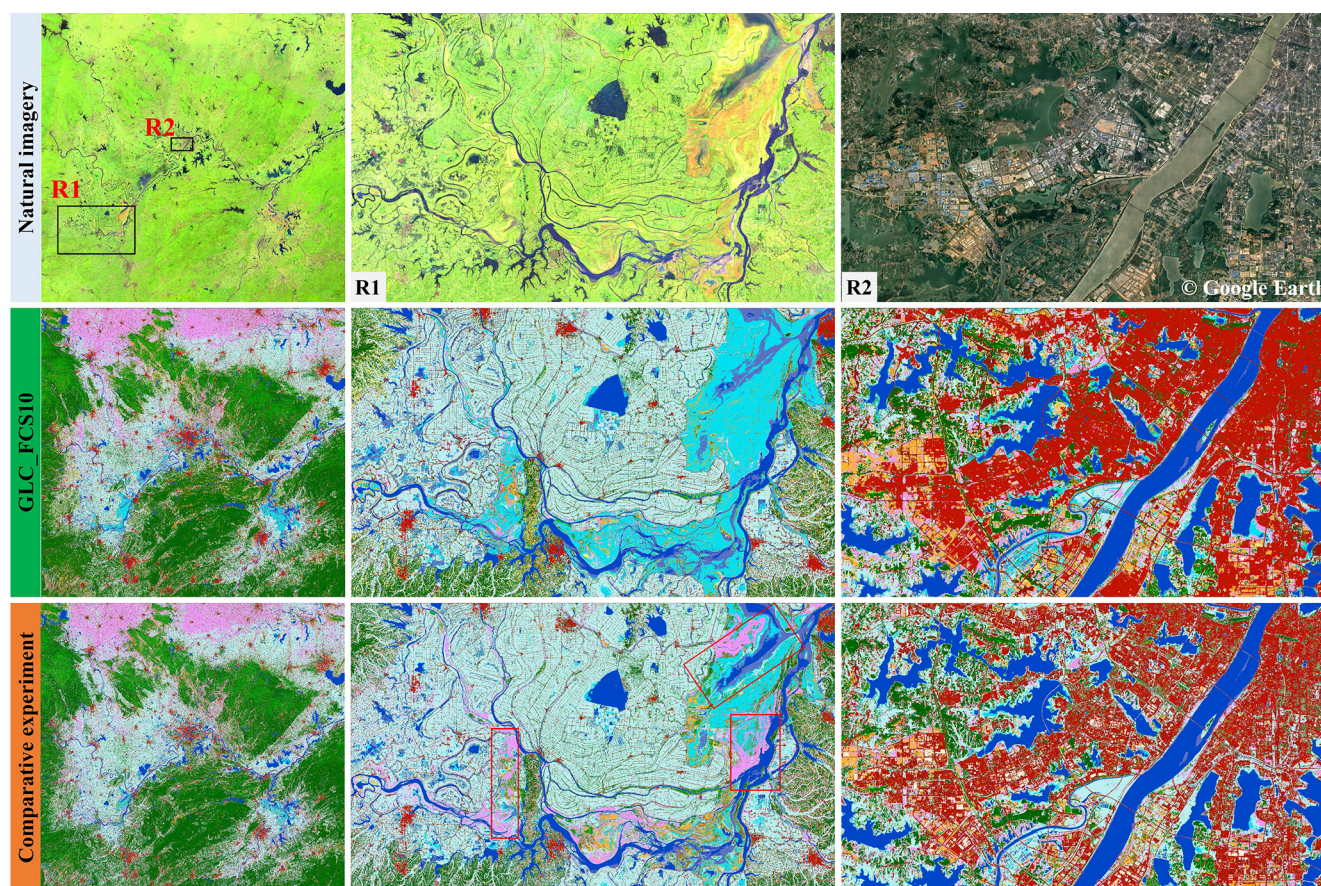 Natural imagery
R2
R1
R1
R2
© Google Earth
GLC_FCS10
Comparative experiment